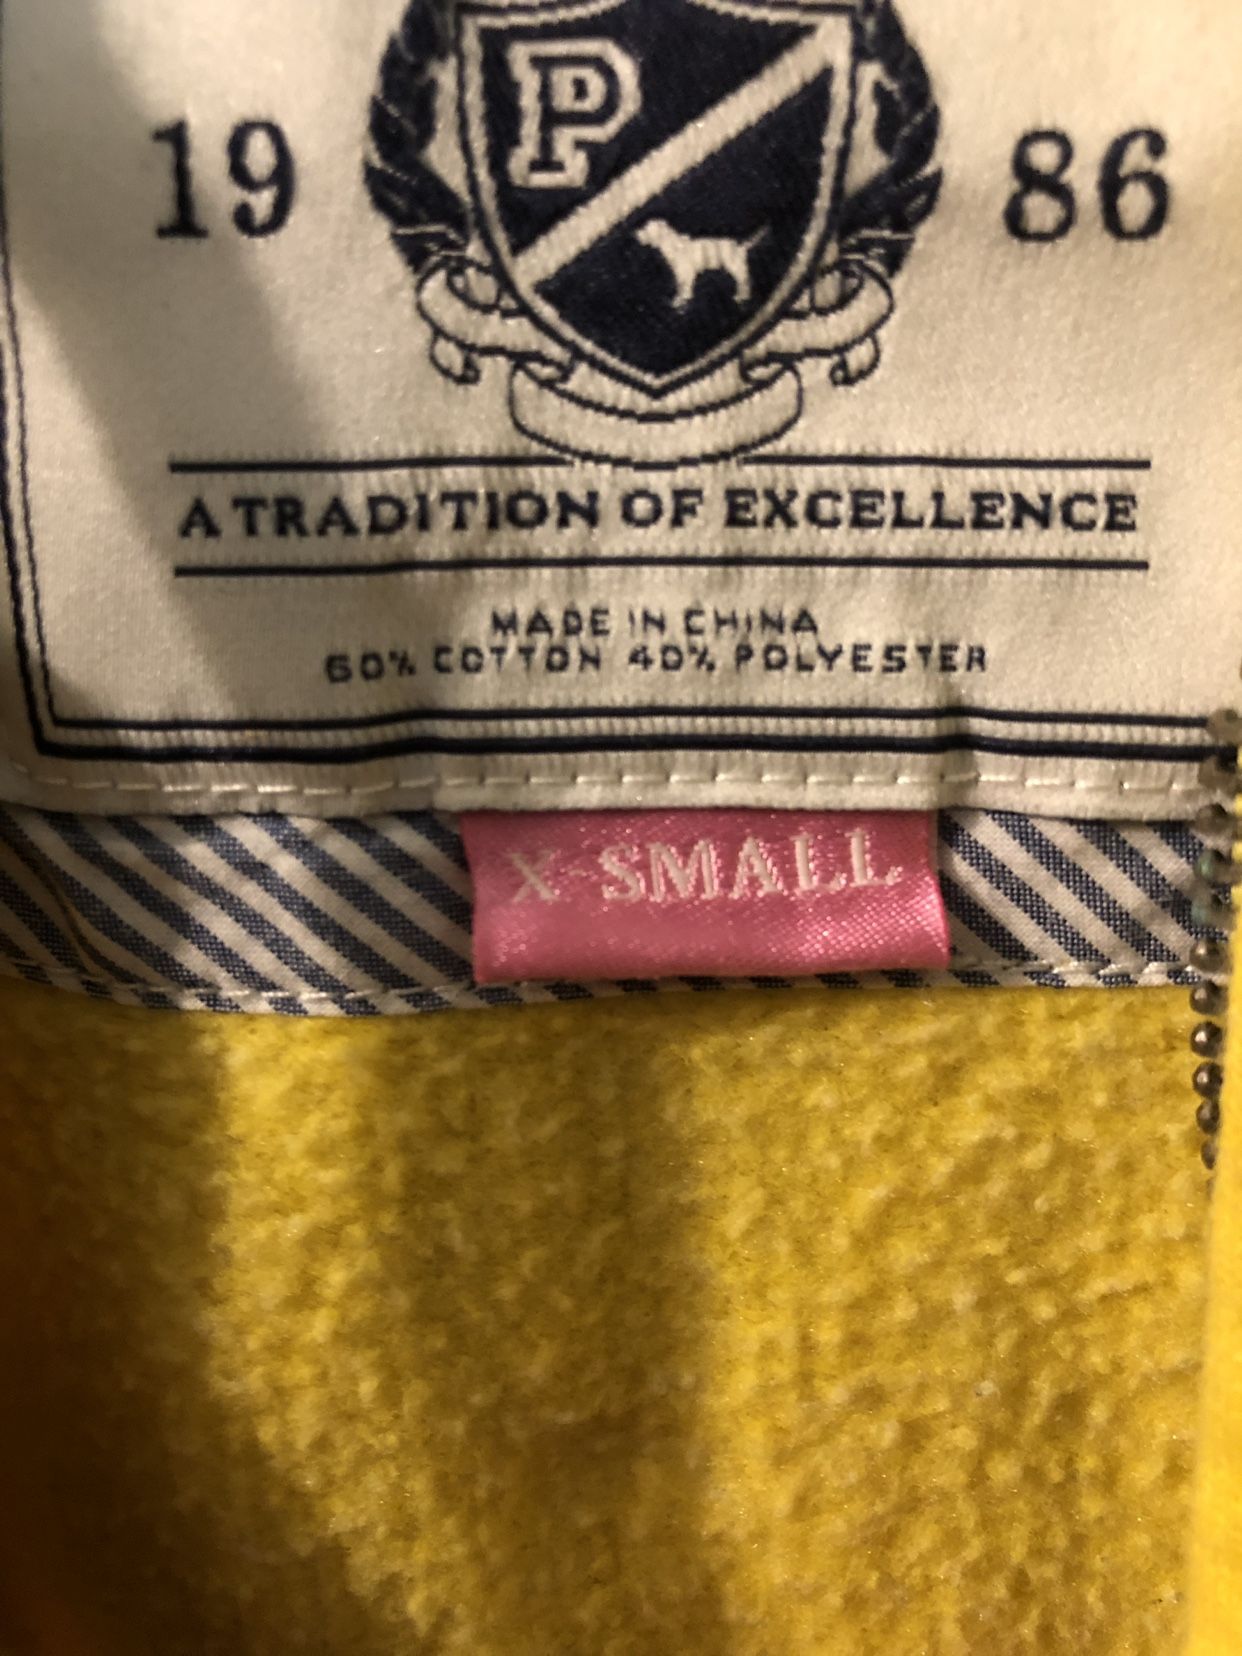 P
19 86
A TRADITION OF EXCELLENCE
MADE IN CHINA
60% COTTON 40% POLYESTER
X-SMALL